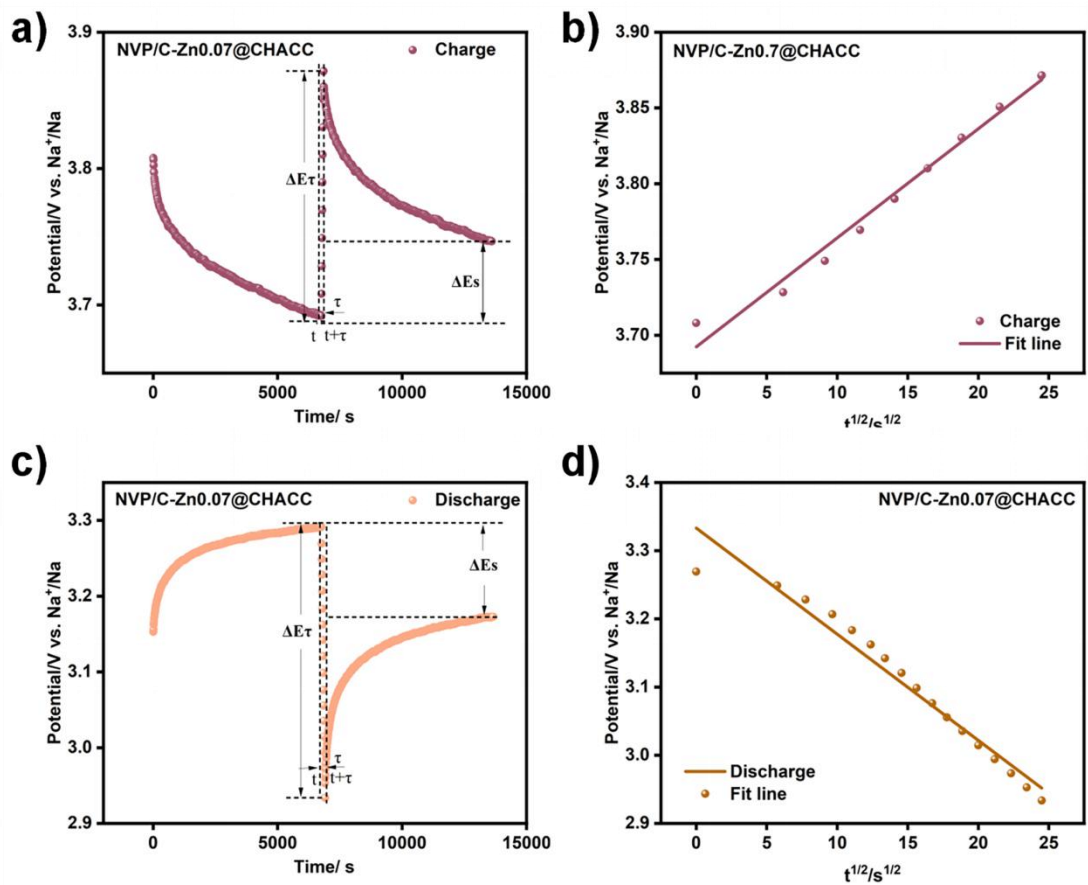 a)
NVP/C-Zn0.07@CHACC
Charge
Potential/V vs. Na⁺/Na
3.9
3.8
3.7
ΔEτ
ΔEs
τ
t t+τ
0 5000 10000 15000
Time/ s
b)
NVP/C-Zn0.7@CHACC
Potential/V vs. Na⁺/Na
3.90
3.85
3.80
3.75
3.70
Charge
Fit line
0 5 10 15 20 25
t¹/²/s¹/²
c)
NVP/C-Zn0.07@CHACC
Discharge
Potential/V vs. Na⁺/Na
3.3
3.2
3.1
3.0
2.9
ΔEs
ΔEτ
τ
t t+τ
0 5000 10000 15000
Time/ s
d)
NVP/C-Zn0.07@CHACC
Potential/V vs. Na⁺/Na
3.4
3.3
3.2
3.1
3.0
2.9
Discharge
Fit line
0 5 10 15 20 25
t¹/²/s¹/²